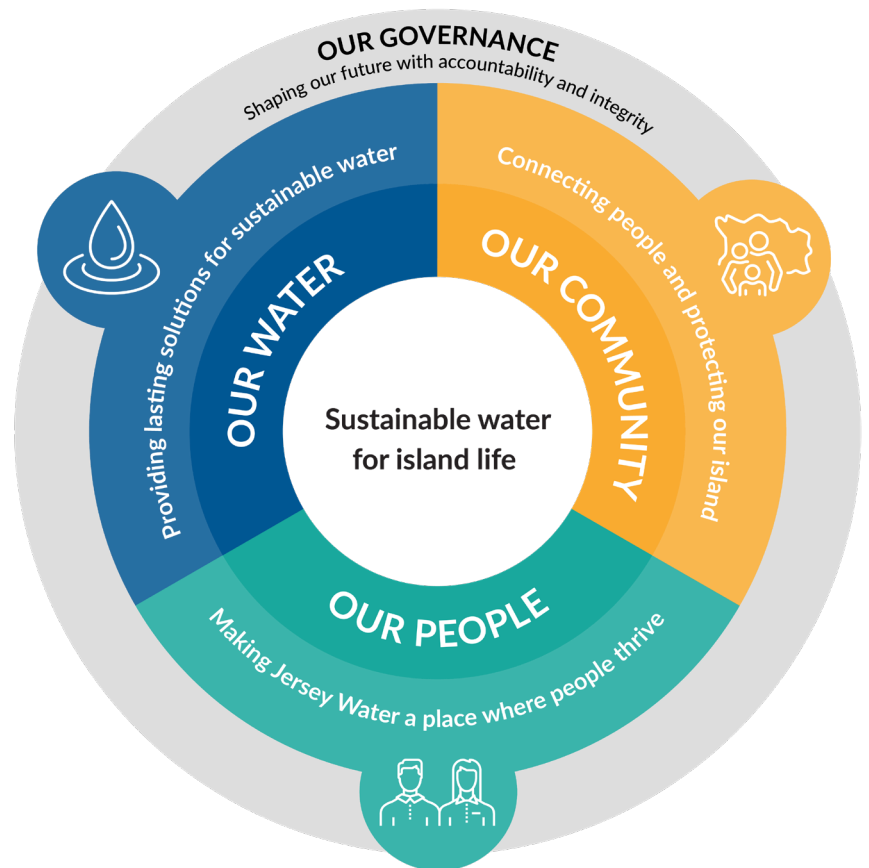 OUR GOVERNANCE
Shaping our future with accountability and integrity
Providing lasting solutions for sustainable water
OUR WATER
Connecting people and protecting our island
OUR COMMUNITY
Sustainable water
for island life
OUR PEOPLE
Making Jersey Water a place where people thrive